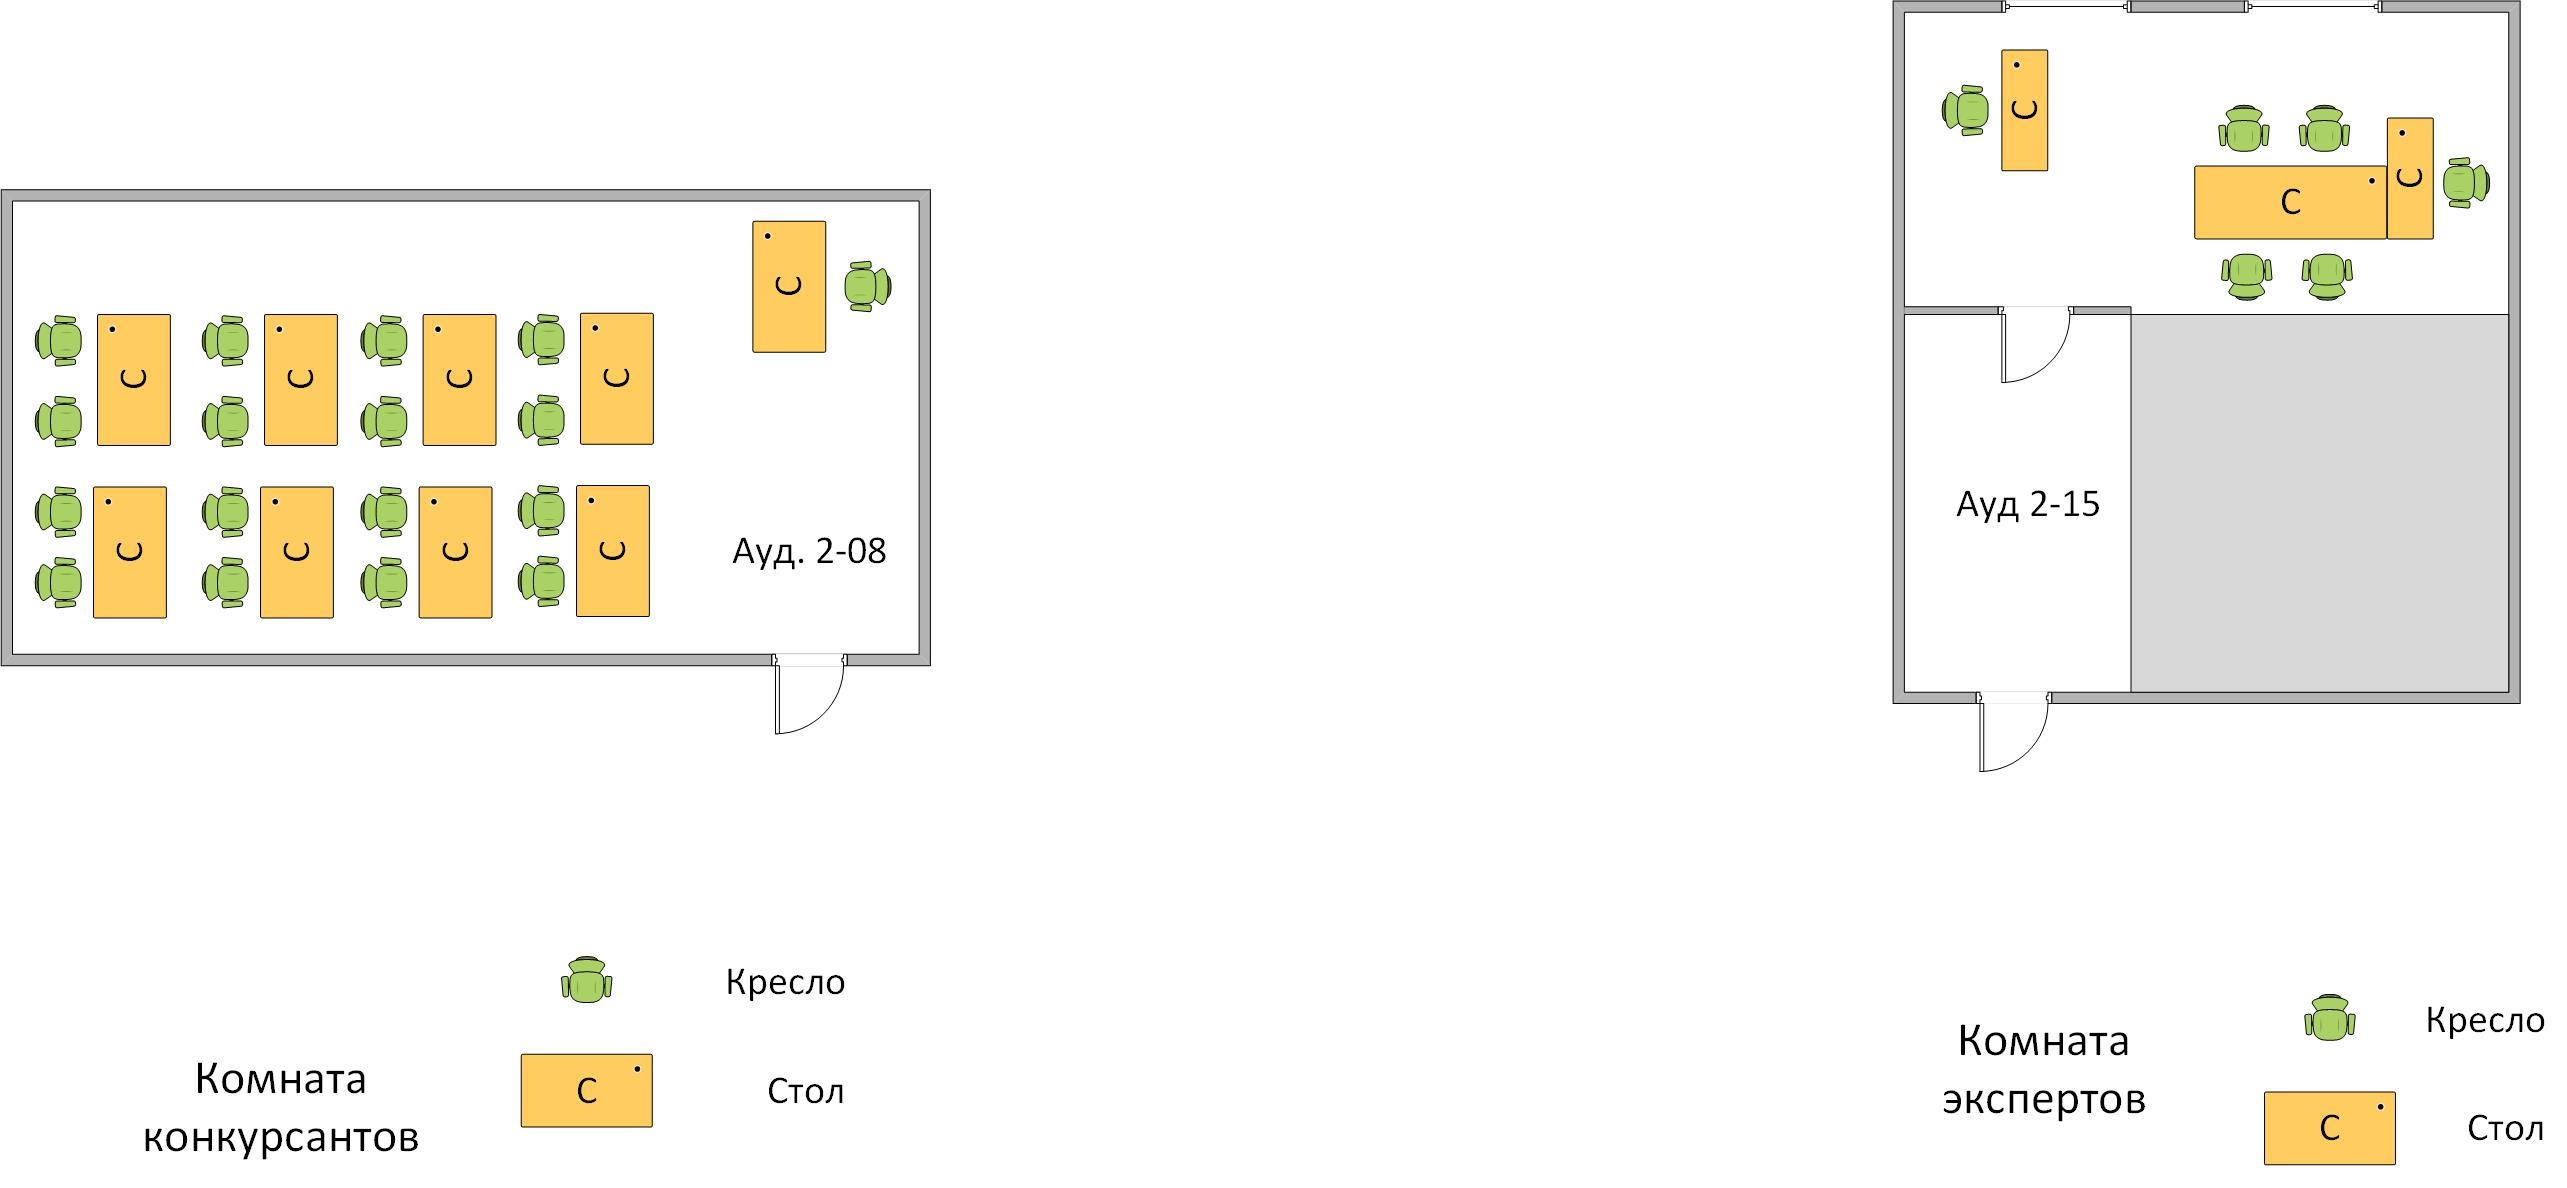 С
С
С
С
С
С
С
С
С
Ауд. 2-08
С
С
С
Ауд 2-15
Комната
конкурсантов
Кресло
С
Стол
Комната
экспертов
Кресло
С
Стол